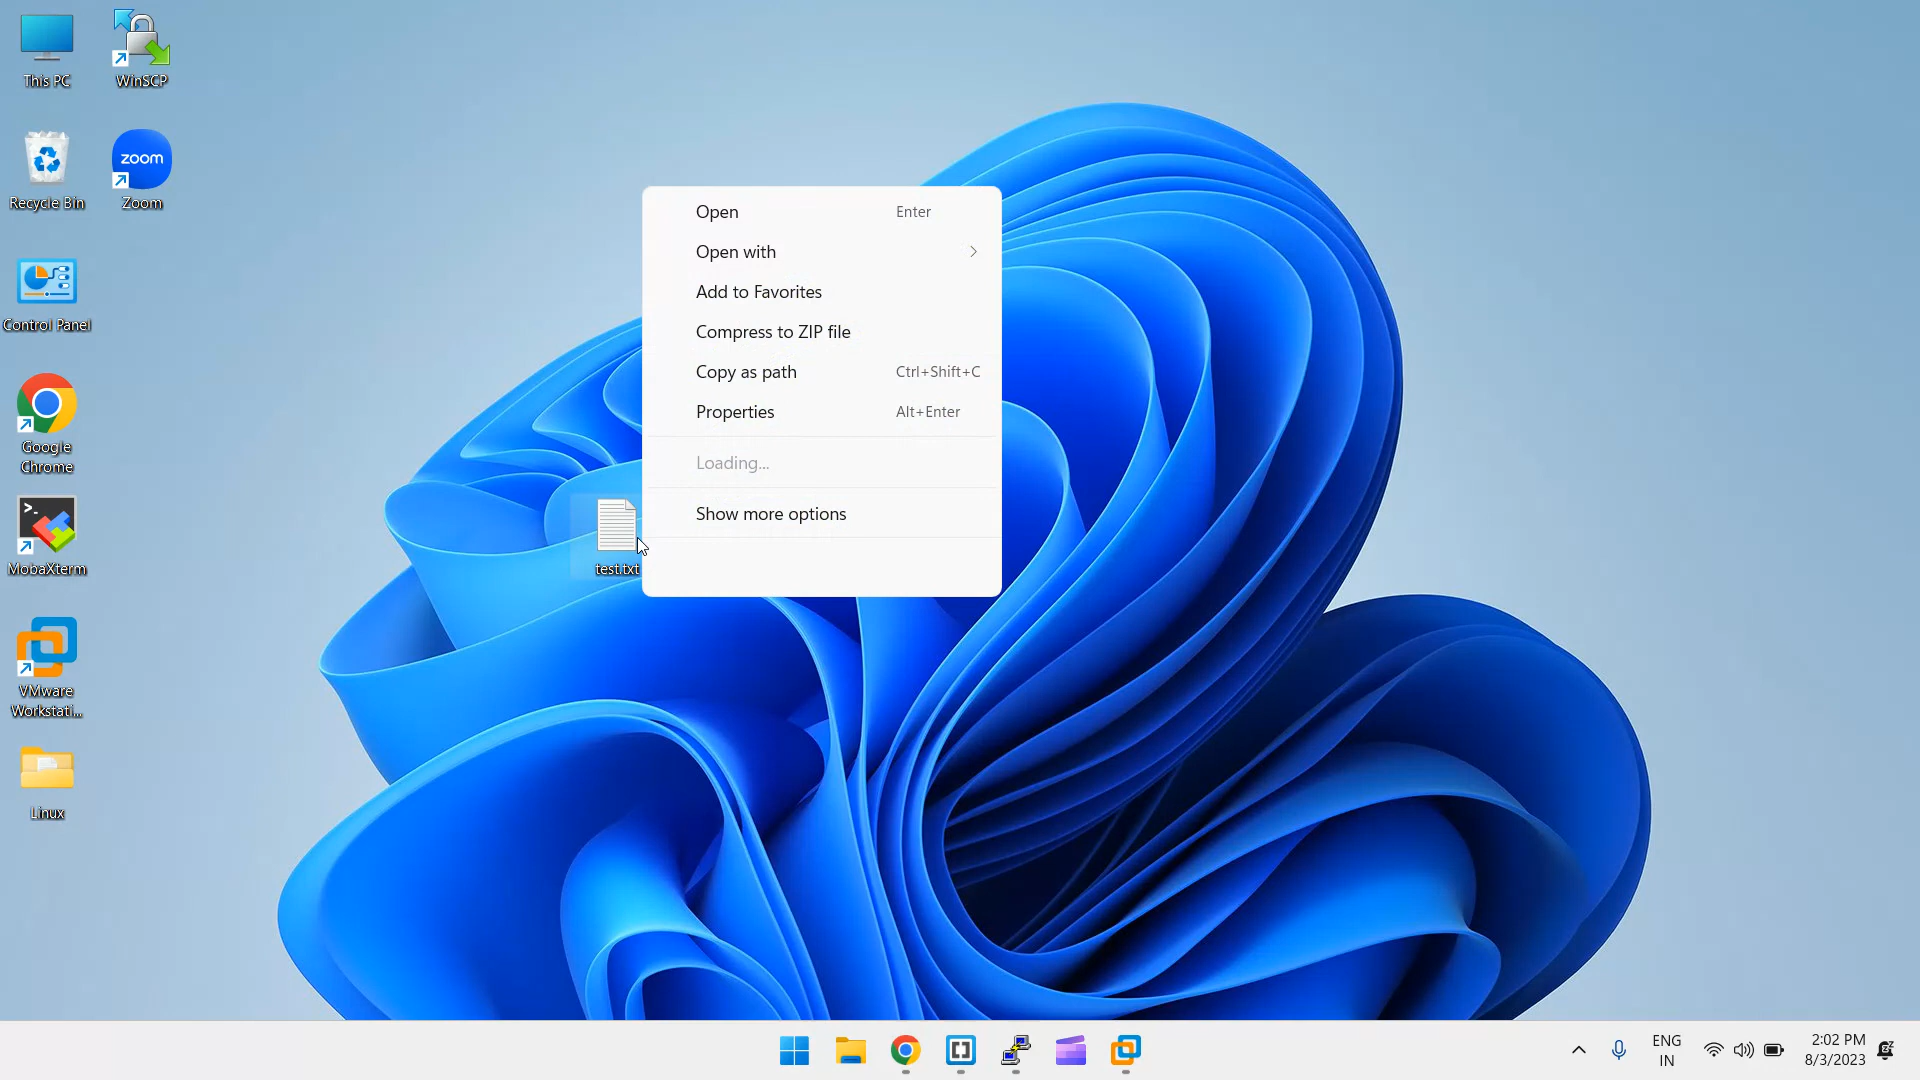 This PC
WinSCP
Recycle Bin
zoom
Zoom
Control Panel
Google
Chrome
>.
MobaXterm
VMware
Workstati...
Linux
test.txt
Open Enter
Open with
Add to Favorites
Compress to ZIP file
Copy as path Ctrl+Shift+C
Properties Alt+Enter
Loading...
Show more options
ENG
IN
2:02 PM
8/3/2023